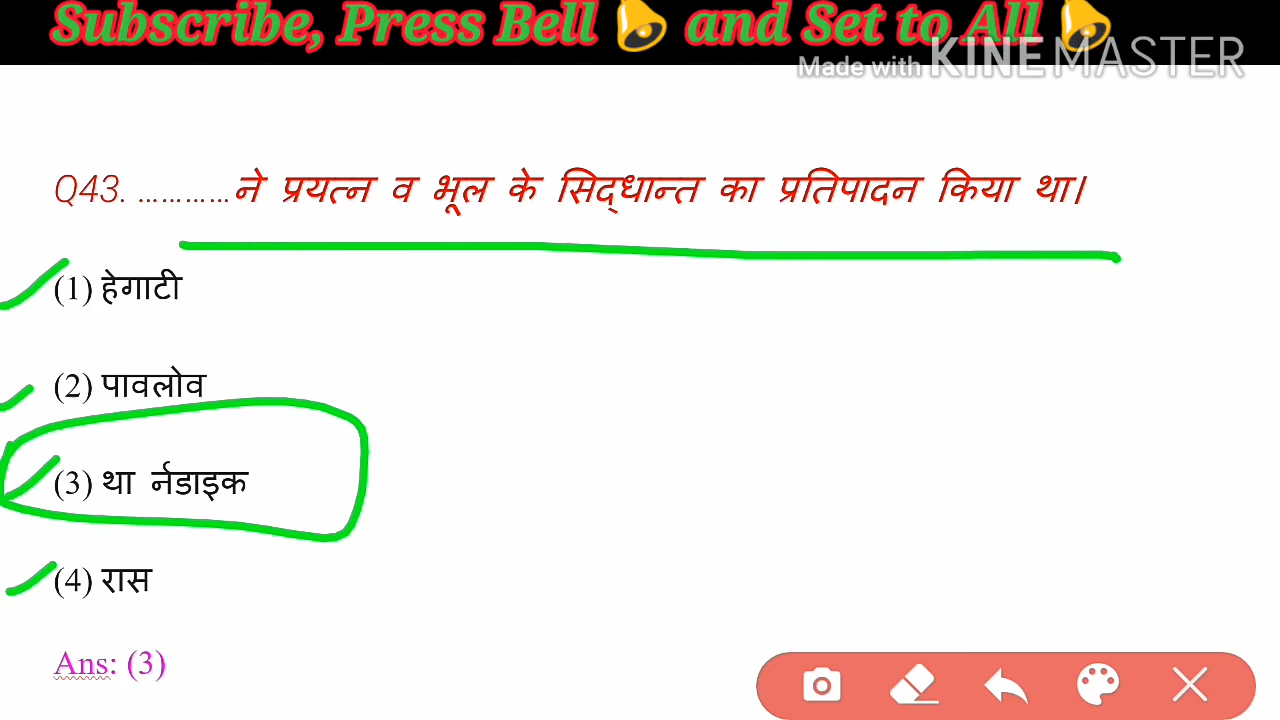 Subscribe, Press Bell 🔔 and Set to All 🔔
Made with KINEMASTER
Q43. ............ने प्रयत्न व भूल के सिद्धान्त का प्रतिपादन किया था।
(1) हेगाटी
(2) पावलोव
(3) था र्नडाइक
(4) रास
Ans: (3)